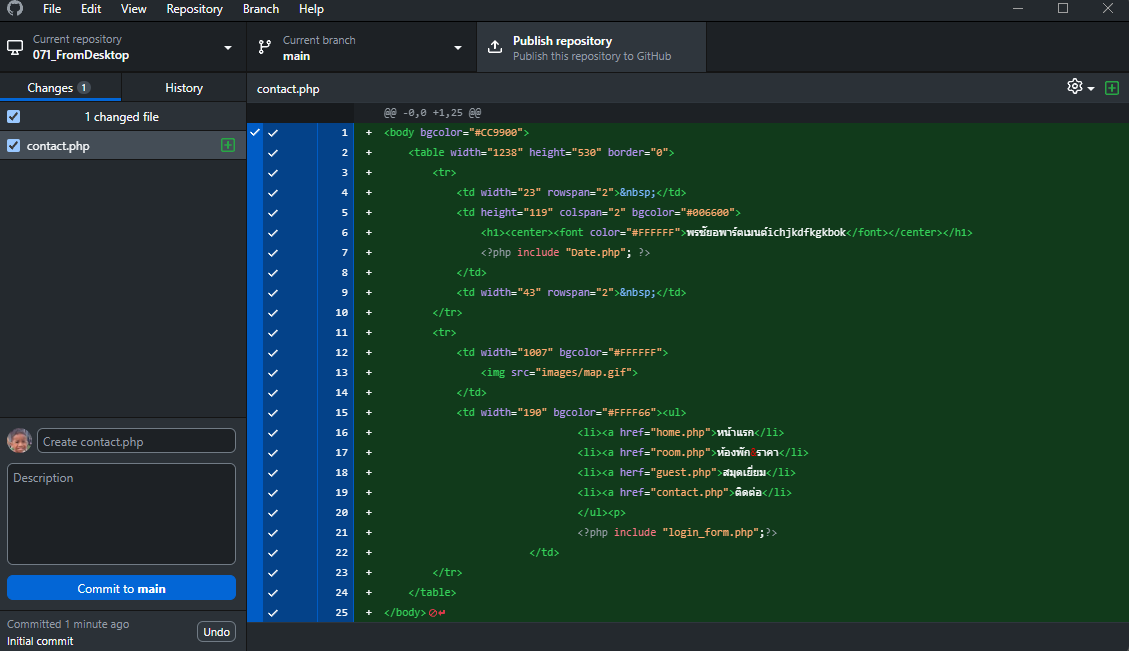 File Edit View Repository Branch Help
Current repository
071_FromDesktop
Current branch
main
Publish repository
Publish this repository to GitHub
Changes 1 History
1 changed file
contact.php
contact.php
@@ -0,0 +1,25 @@
1 + <body bgcolor="#CC9900">
2 + <table width="1238" height="530" border="0">
3 + <tr>
4 + <td width="23" rowspan="2">&nbsp;</td>
5 + <td height="119" colspan="2" bgcolor="#006600">
6 + <h1><center><font color="#FFFFFF">พรชัยอพาร์ตเมนต์ichjkdfkgkbok</font></center></h1>
7 + <?php include "Date.php"; ?>
8 + </td>
9 + <td width="43" rowspan="2">&nbsp;</td>
10 + </tr>
11 + <tr>
12 + <td width="1007" bgcolor="#FFFFFF">
13 + <img src="images/map.gif">
14 + </td>
15 + <td width="190" bgcolor="#FFFF66"><ul>
16 + <li><a href="home.php">หน้าแรก</li>
17 + <li><a href="room.php">ห้องพัก ราคา</li>
18 + <li><a herf="guest.php">สมุดเยี่ยม</li>
19 + <li><a href="contact.php">ติดต่อ</li>
20 + </ul><p>
21 + <?php include "login_form.php";?>
22 + </td>
23 + </tr>
24 + </table>
25 + </body>
Create contact.php
Description
Commit to main
Committed 1 minute ago
Initial commit
Undo